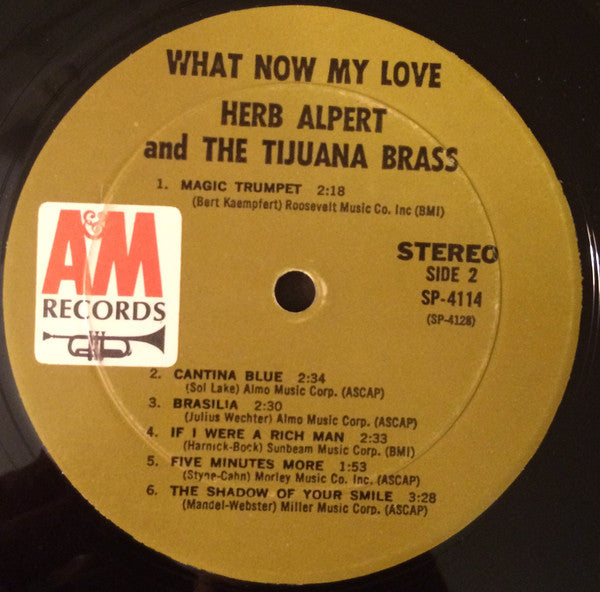 WHAT NOW MY LOVE
HERB ALPERT
and THE TIJUANA BRASS
1. MAGIC TRUMPET 2:18
(Bert Kaempfert) Roosevelt Music Co. Inc (BMI)
A&M
RECORDS
STEREO
SIDE 2
SP-4114
(SP-4128)
2. CANTINA BLUE 2:34
(Sol Lake) Almo Music Corp. (ASCAP)
3. BRASILIA 2:30
(Julius Wechter) Almo Music Corp. (ASCAP)
4. IF I WERE A RICH MAN 2:33
(Harnick-Bock) Sunbeam Music Corp. (BMI)
5. FIVE MINUTES MORE 1:53
(Styne-Cahn) Morley Music Co. Inc. (ASCAP)
6. THE SHADOW OF YOUR SMILE 3:28
(Mandel-Webster) Miller Music Corp. (ASCAP)